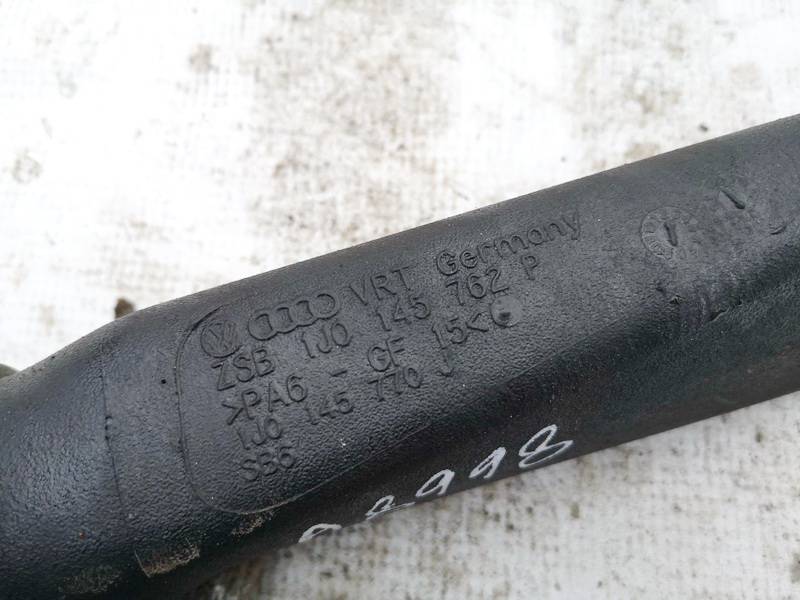 VRT Germany
ZSB 1J0 145 762 P
>PA6 - GF 15<
1J0 145 770 J
SB6